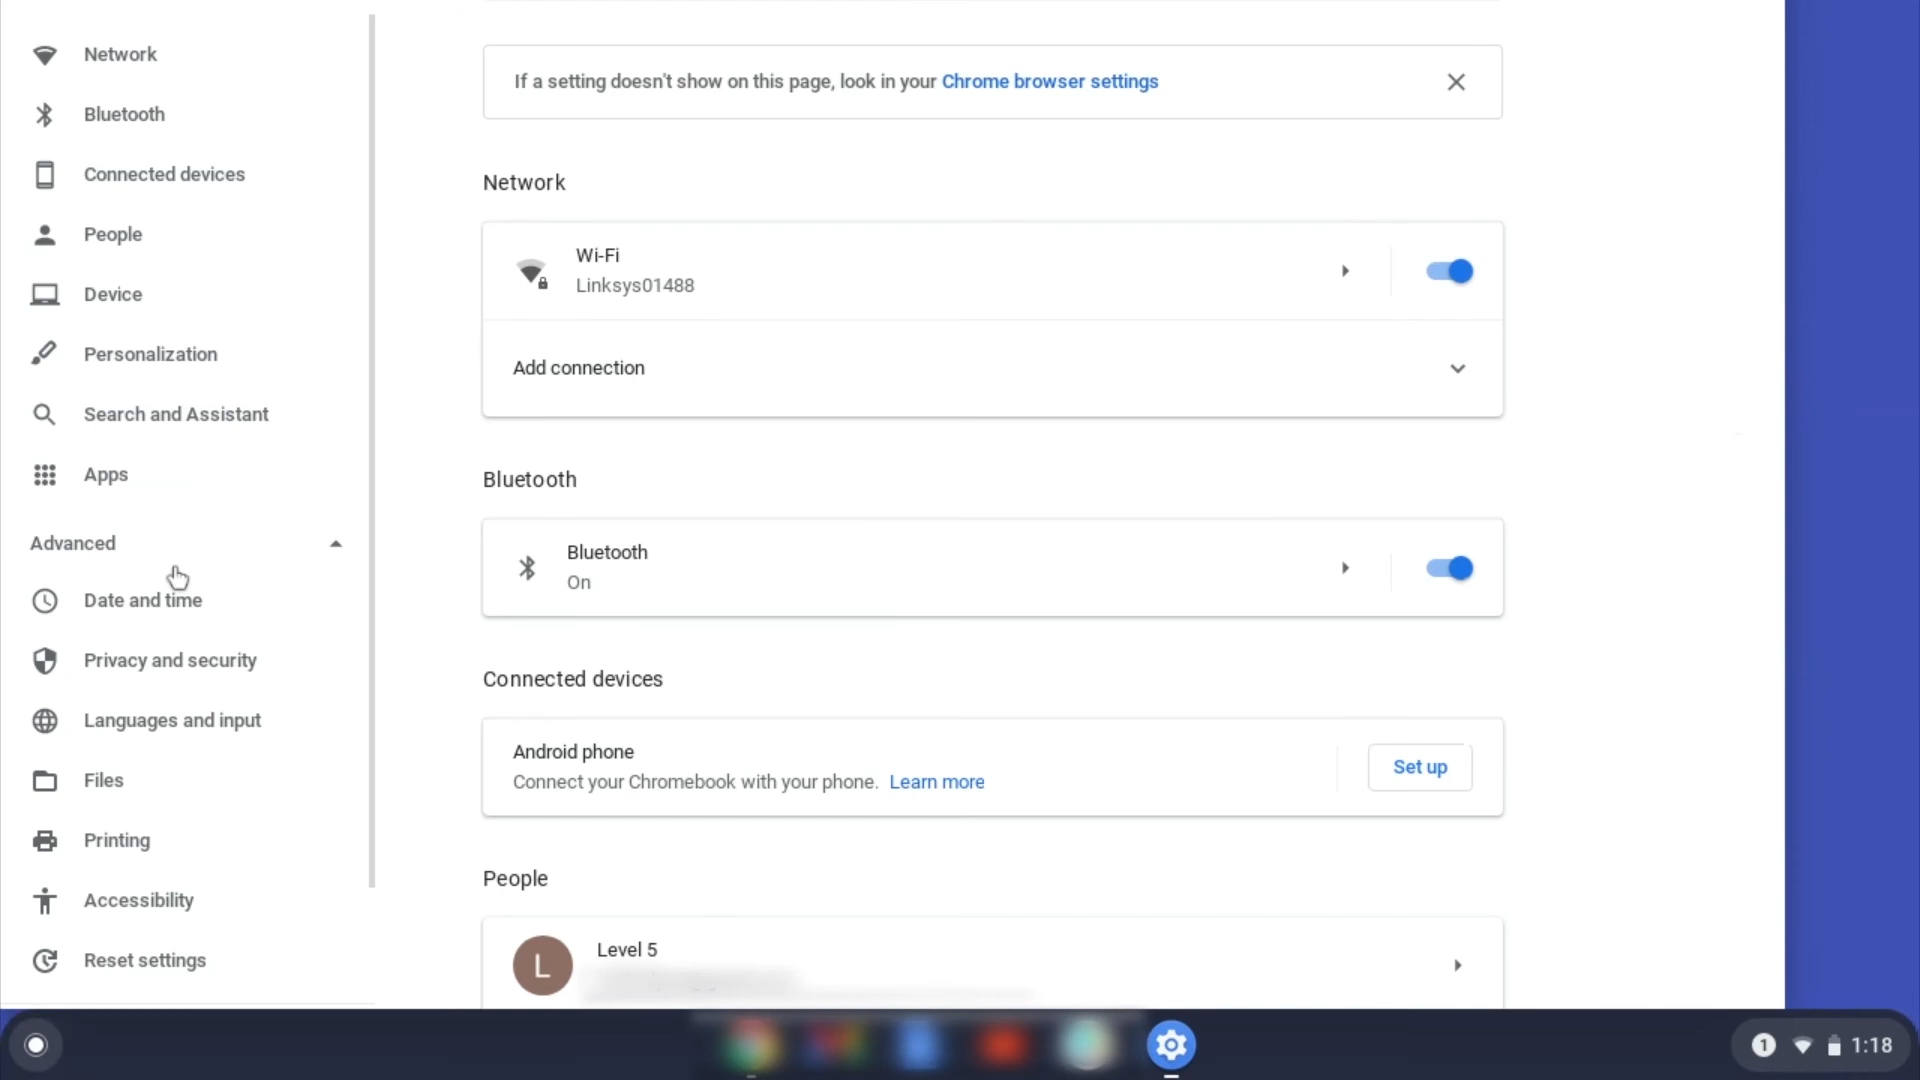 Network
Bluetooth
Connected devices
People
Device
Personalization
Search and Assistant
Apps
Advanced
Date and time
Privacy and security
Languages and input
Files
Printing
Accessibility
Reset settings
If a setting doesn't show on this page, look in your Chrome browser settings
Network
Wi-Fi
Linksys01488
Add connection
Bluetooth
Bluetooth
On
Connected devices
Android phone
Connect your Chromebook with your phone. Learn more
Set up
People
L
Level 5
1
1:18